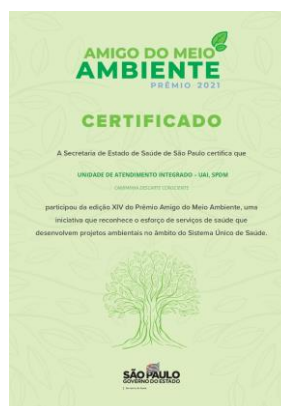 AMIGO DO MEIO
AMBIENTE
PRÊMIO 2021
CERTIFICADO
A Secretaria de Estado de Saúde de São Paulo certifica que
UNIDADE DE ATENDIMENTO INTEGRADO - UAI, SPDM
CAMPANHA DESCARTE CONSCIENTE
participou da edição XIV do Prêmio Amigo do Meio Ambiente, uma
iniciativa que reconhece o esforço de serviços de saúde que
desenvolvem projetos ambientais no âmbito do Sistema Único de Saúde.
SÃO PAULO
GOVERNO DO ESTADO